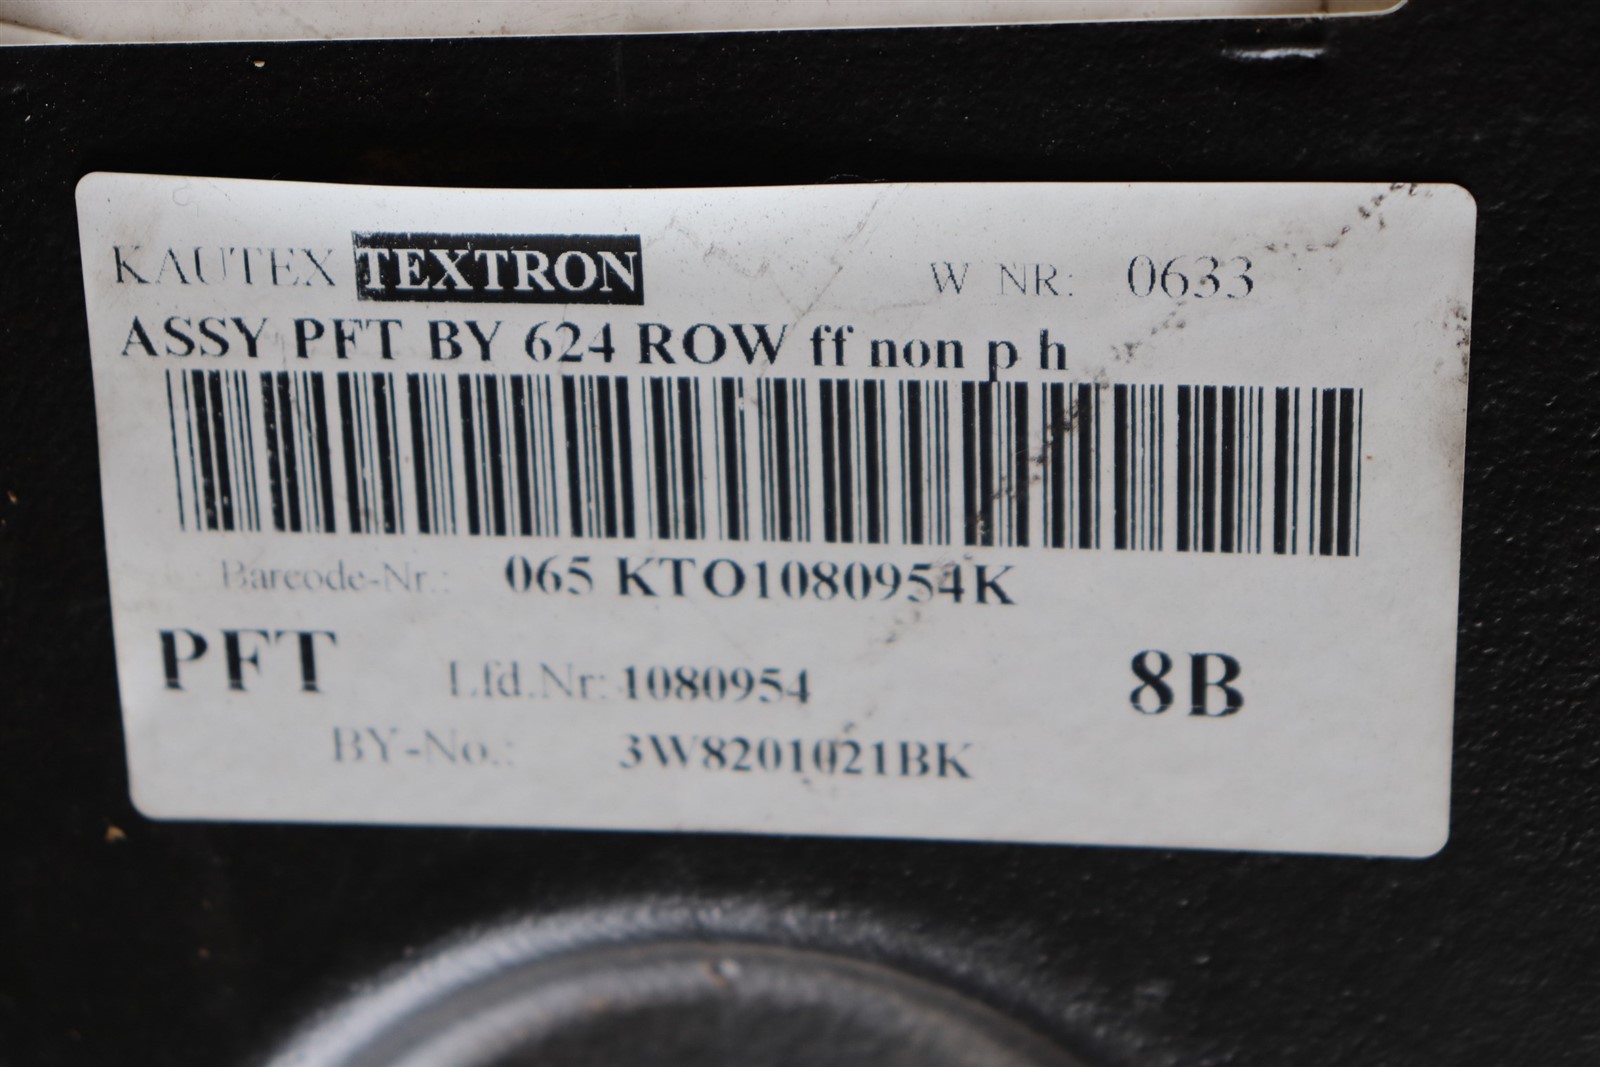 KAUTEX TEXTRON W NR: 0633
ASSY PFT BY 624 ROW ff non p h
Barcode-Nr.: 065 KTO1080954K
PFT Lfd.Nr: 1080954 8B
BY-No.: 3W8201021BK